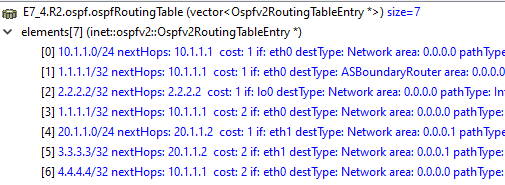 E7_4.R2.ospf.ospfRoutingTable (vector<Ospfv2RoutingTableEntry *>) size=7
elements[7] (inet::ospfv2::Ospfv2RoutingTableEntry *)
[0] 10.1.1.0/24 nextHops: 10.1.1.1 cost: 1 if: eth0 destType: Network area: 0.0.0.0 pathType
[1] 1.1.1.1/32 nextHops: 10.1.1.1 cost: 1 if: eth0 destType: ASBoundaryRouter area: 0.0.0.
[2] 2.2.2.2/32 nextHops: 2.2.2.2 cost: 1 if: lo0 destType: Network area: 0.0.0.0 pathType: In
[3] 1.1.1.1/32 nextHops: 10.1.1.1 cost: 2 if: eth0 destType: Network area: 0.0.0.0 pathType:
[4] 20.1.1.0/24 nextHops: 20.1.1.2 cost: 1 if: eth1 destType: Network area: 0.0.0.1 pathType
[5] 3.3.3.3/32 nextHops: 20.1.1.2 cost: 2 if: eth1 destType: Network area: 0.0.0.1 pathType:
[6] 4.4.4.4/32 nextHops: 10.1.1.1 cost: 2 if: eth0 destType: Network area: 0.0.0.0 pathType: